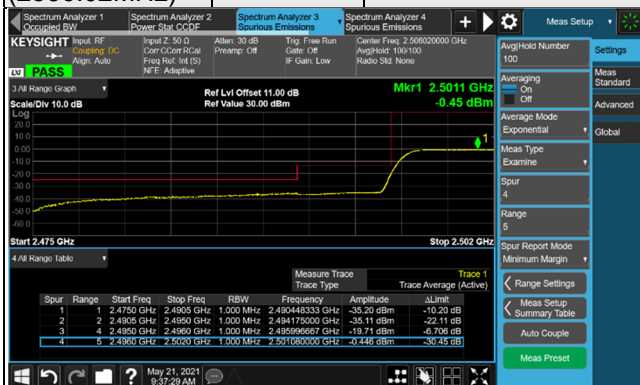 (2506.02MHz)
Spectrum Analyzer 1
Occupied BW
Spectrum Analyzer 2
Power Stat CCDF
Spectrum Analyzer 3
Spurious Emissions
Spectrum Analyzer 4
Spurious Emissions
Meas Setup
KEYSIGHT
Input: RF
Coupling: DC
Align: Auto
Input Z: 50 Ω
Corr CCorr RCal
Freq Ref: Int (S)
NFE: Adaptive
Atten: 30 dB
Preamp: Off
Trig: Free Run
Gate: Off
IF Gain: Low
Center Freq: 2.506020000 GHz
Avg|Hold: 100/100
Radio Std: None
LXI PASS
3 All Range Graph
Scale/Div 10.0 dB
Ref Lvl Offset 11.00 dB
Ref Value 30.00 dBm
Mkr1 2.5011 GHz
-0.45 dBm
Log
20.0
10.0
0.00
-10.0
-20.0
-30.0
-40.0
-50.0
-60.0
1
Start 2.475 GHz
Stop 2.502 GHz
4 All Range Table
Measure Trace Trace 1
Trace Type Trace Average (Active)
Spur Range Start Freq Stop Freq RBW Frequency Amplitude ΔLimit
1 1 2.4750 GHz 2.4905 GHz 1.000 MHz 2.490448333 GHz -35.20 dBm -10.20 dB
2 2 2.4905 GHz 2.4950 GHz 1.000 MHz 2.494175000 GHz -35.11 dBm -22.11 dB
3 4 2.4950 GHz 2.4960 GHz 1.000 MHz 2.495996667 GHz -19.71 dBm -6.706 dB
4 5 2.4960 GHz 2.5020 GHz 1.000 MHz 2.501080000 GHz -0.446 dBm -30.45 dB
Avg|Hold Number
100
Averaging
On
Off
Average Mode
Exponential
Meas Type
Examine
Spur
4
Range
5
Spur Report Mode
Minimum Margin
Range Settings
Meas Setup
Summary Table
Auto Couple
Meas Preset
Settings
Meas
Standard
Advanced
Global
May 21, 2021
9:37:29 AM